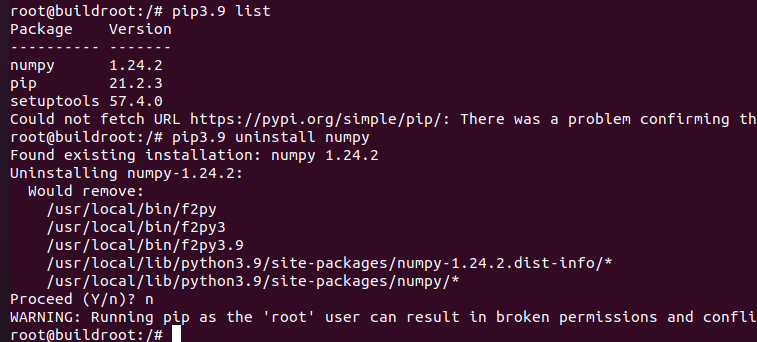 root@buildroot:/# pip3.9 list
Package    Version
---------- -------
numpy      1.24.2
pip        21.2.3
setuptools 57.4.0
Could not fetch URL https://pypi.org/simple/pip/: There was a problem confirming th
root@buildroot:/# pip3.9 uninstall numpy
Found existing installation: numpy 1.24.2
Uninstalling numpy-1.24.2:
  Would remove:
    /usr/local/bin/f2py
    /usr/local/bin/f2py3
    /usr/local/bin/f2py3.9
    /usr/local/lib/python3.9/site-packages/numpy-1.24.2.dist-info/*
    /usr/local/lib/python3.9/site-packages/numpy/*
Proceed (Y/n)? n
WARNING: Running pip as the 'root' user can result in broken permissions and confli
root@buildroot:/#